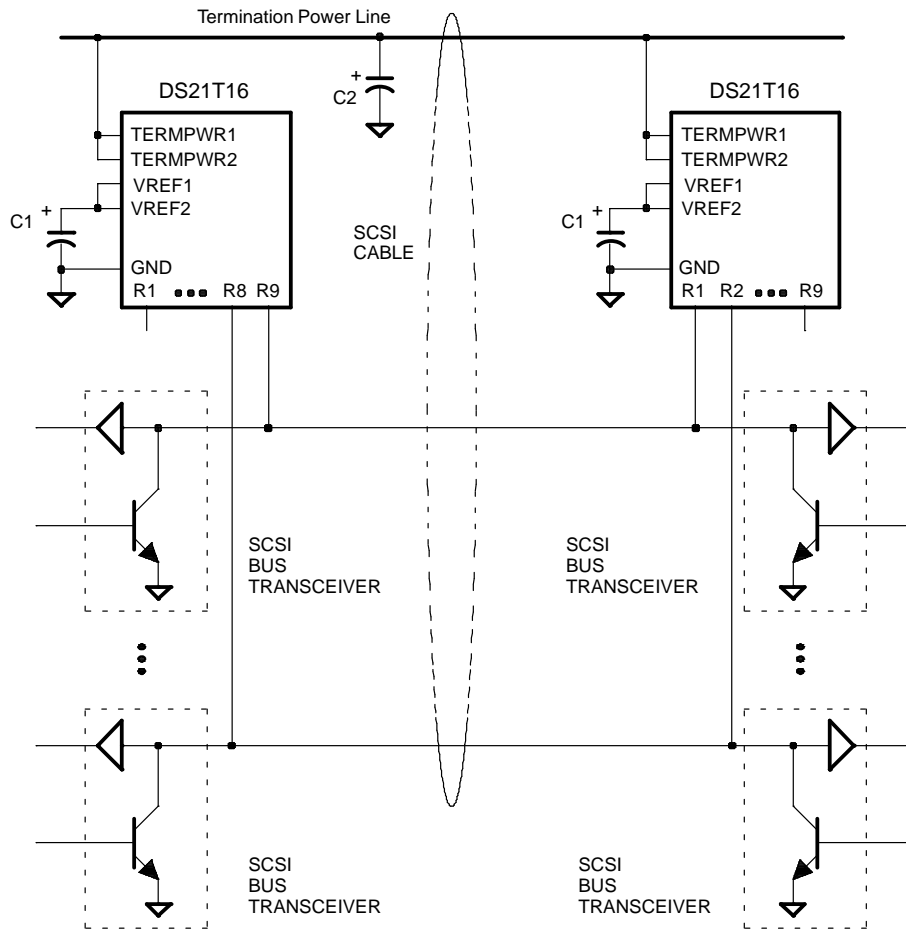 Termination Power Line
DS21T16
+
C2
DS21T16
TERMPWR1
TERMPWR2
VREF1
VREF2
C1
+
GND
R1 R8 R9
SCSI
CABLE
TERMPWR1
TERMPWR2
VREF1
VREF2
C1
+
GND
R1 R2 R9
SCSI
BUS
TRANSCEIVER
SCSI
BUS
TRANSCEIVER
SCSI
BUS
TRANSCEIVER
SCSI
BUS
TRANSCEIVER